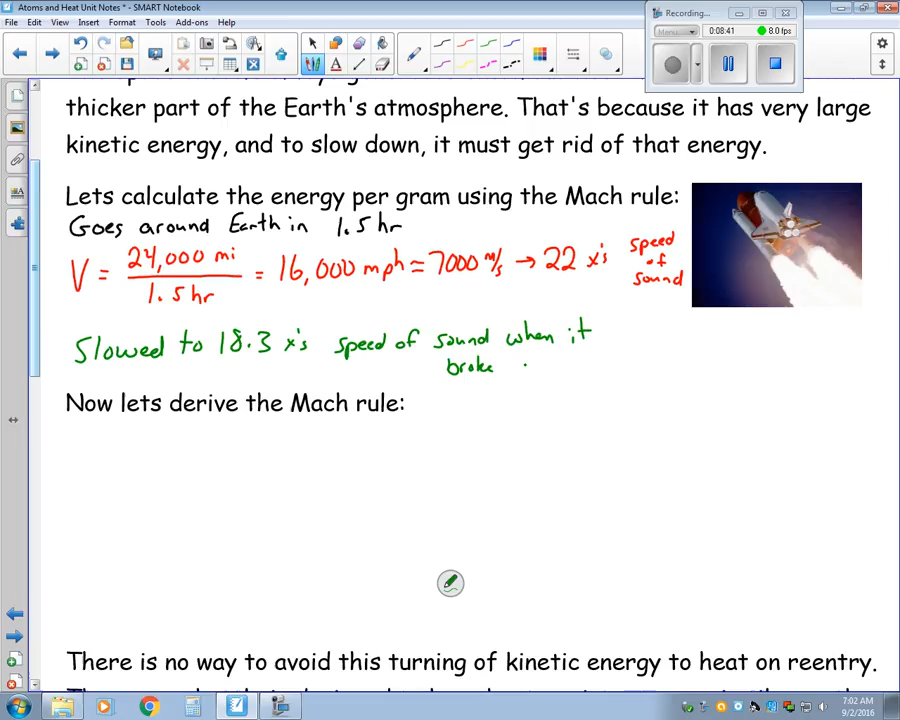 Atoms and Heat Unit Notes * - SMART Notebook
File Edit View Insert Format Tools Add-ons Help
Recording...
Menu
0:08:41
8.0 fps
thicker part of the Earth's atmosphere. That's because it has very large
kinetic energy, and to slow down, it must get rid of that energy.
Lets calculate the energy per gram using the Mach rule:
Goes around Earth in 1.5 hr
V = 24,000 mi / 1.5 hr = 16,000 mph ≈ 7000 m/s → 22 x's speed of sound
Slowed to 18.3 x's speed of sound when it
broke
Now lets derive the Mach rule:
There is no way to avoid this turning of kinetic energy to heat on reentry.
7:02 AM
9/2/2016